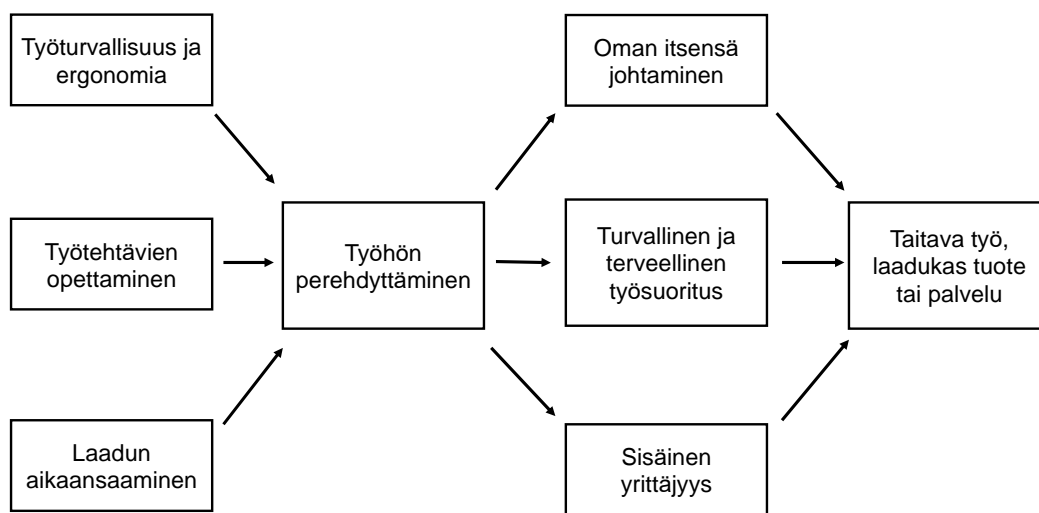 Työturvallisuus ja
ergonomia
Työtehtävien
opettaminen
Laadun
aikaansaaminen
Työhön
perehdyttäminen
Oman itsensä
johtaminen
Turvallinen ja
terveellinen
työsuoritus
Sisäinen
yrittäjyys
Taitava työ,
laadukas tuote
tai palvelu